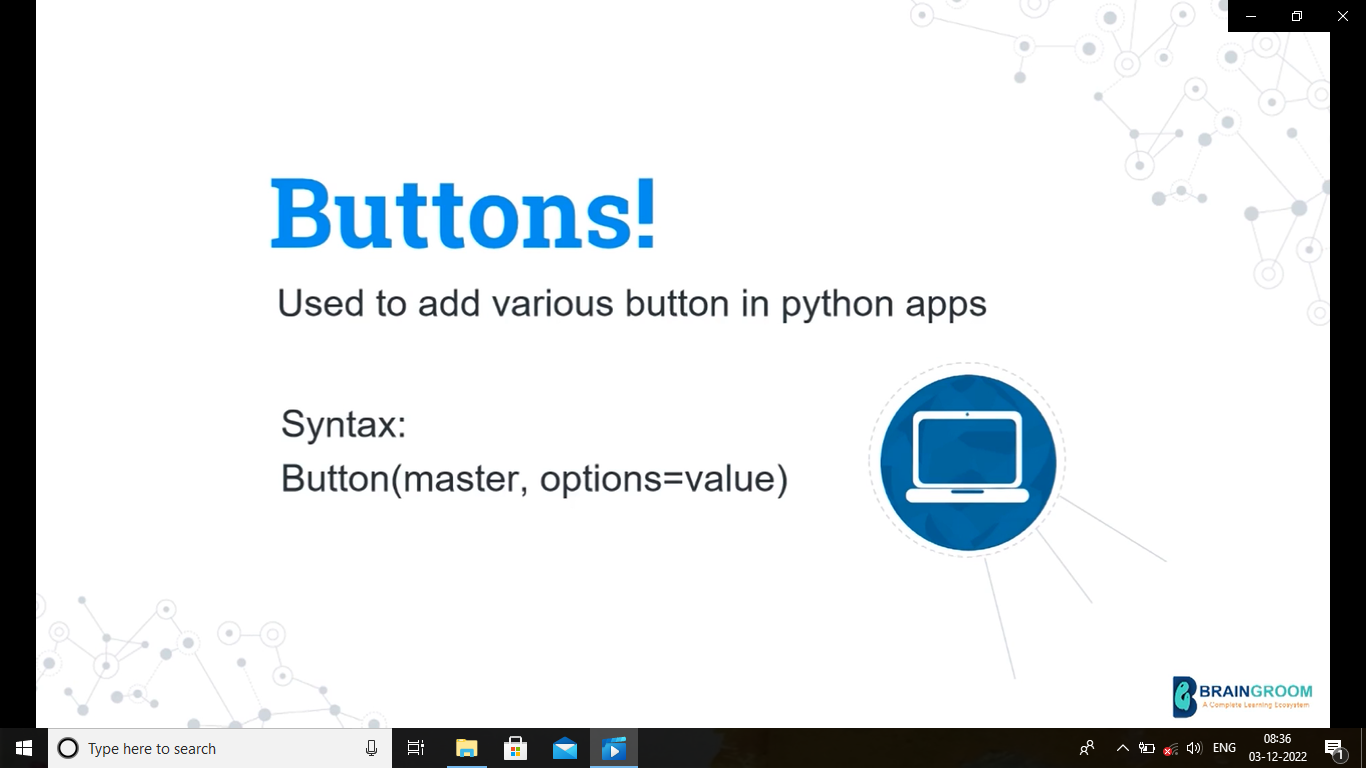 Buttons!
Used to add various button in python apps
Syntax:
Button(master, options=value)
BRAINGROOM
A Complete Learning Ecosystem
Type here to search
ENG
08:36
03-12-2022
1